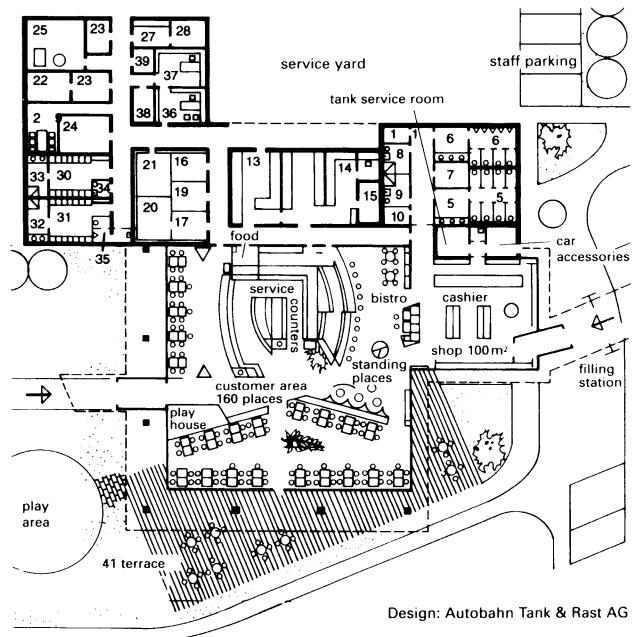 25
23
27
28
39
37
22
23
38
36
service yard
staff parking
tank service room
2
24
1
1
6
6
8
33
30
34
21
16
13
14
7
19
15
9
5
5
32
31
20
17
10
35
food
car
accessories
service
counters
bistro
cashier
shop 100 m²
standing
places
filling
station
customer area
160 places
play
house
play
area
41 terrace
Design: Autobahn Tank & Rast AG